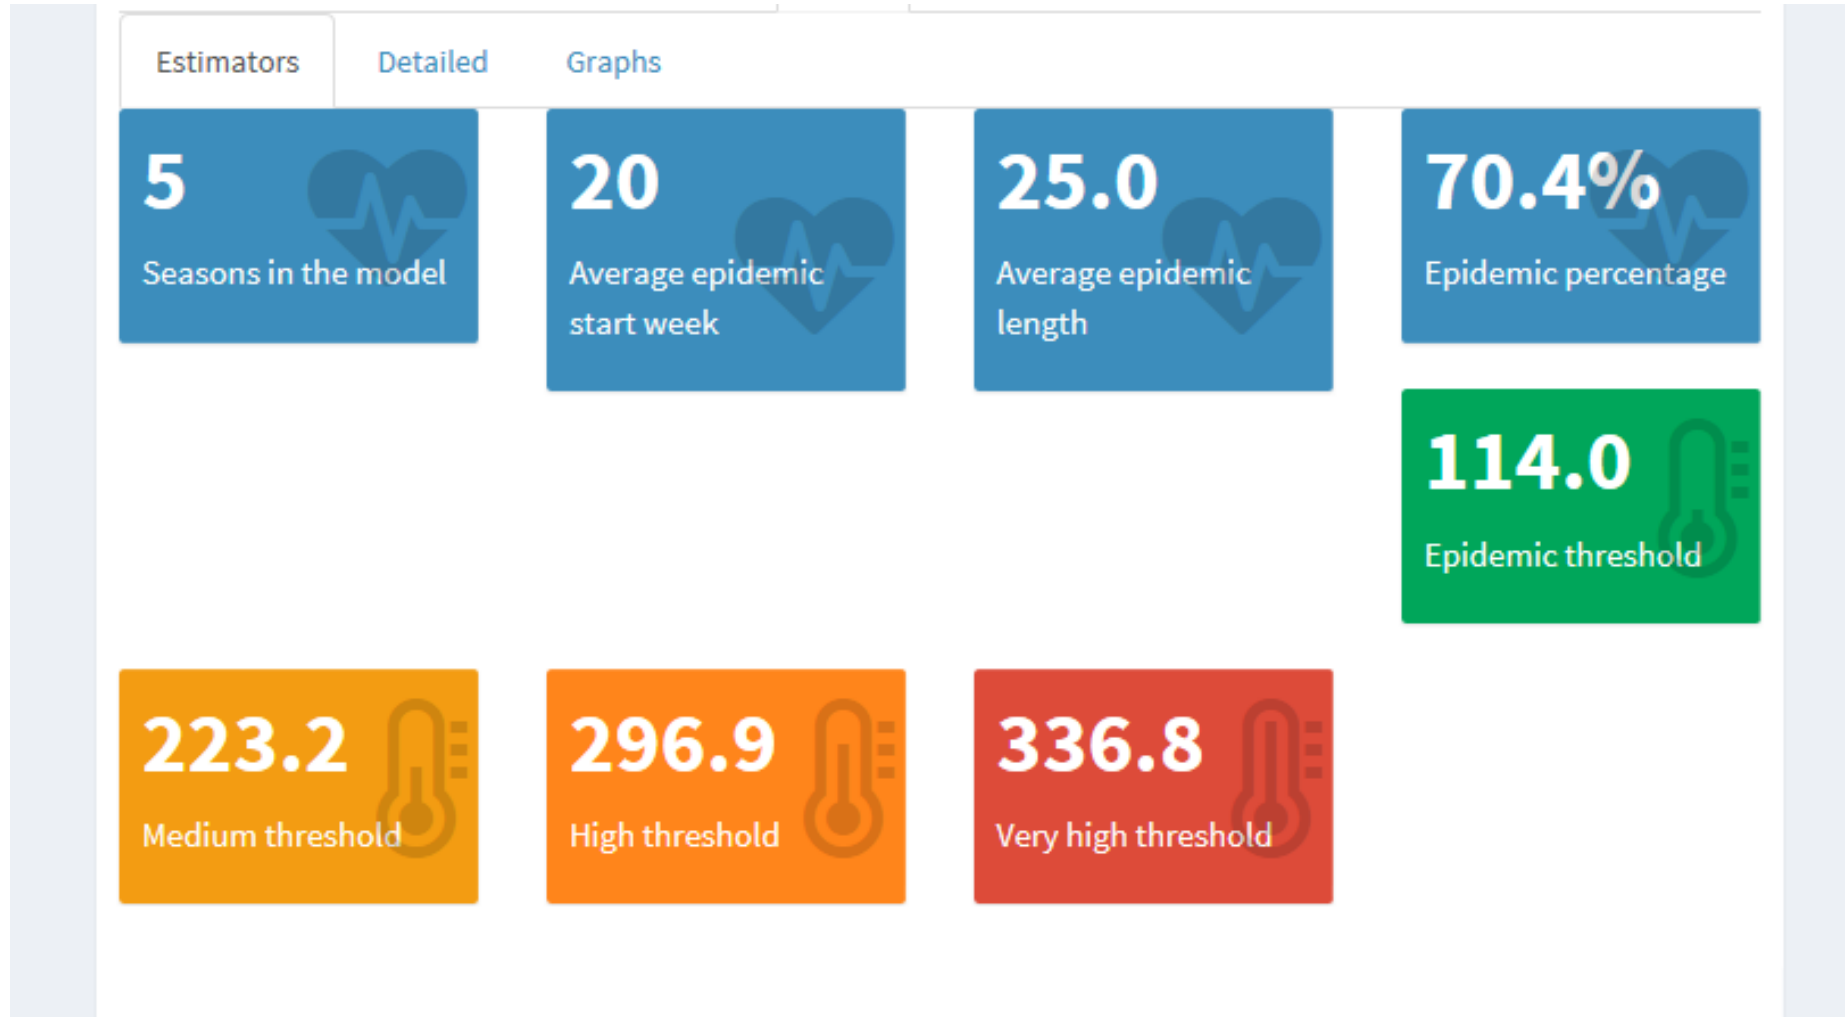 Estimators
Detailed
Graphs
5
Seasons in the model
20
Average epidemic
start week
25.0
Average epidemic
length
70.4%
Epidemic percentage
114.0
Epidemic threshold
223.2
Medium threshold
296.9
High threshold
336.8
Very high threshold